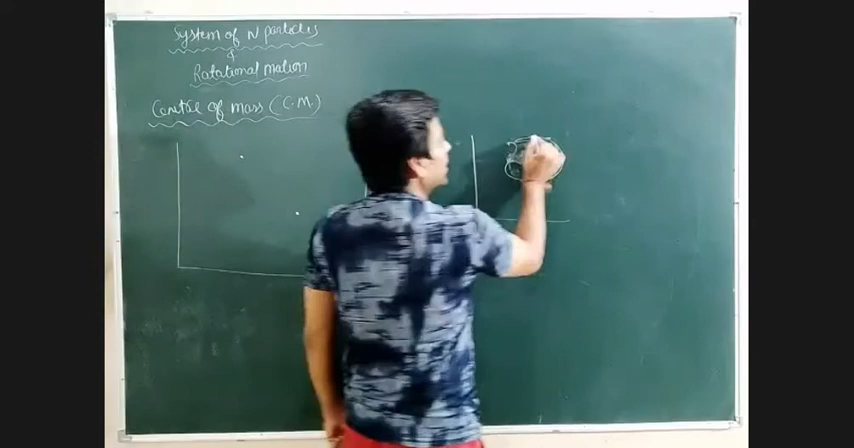 System of N particles
&
Rotational motion
Centre of mass (C.M.)